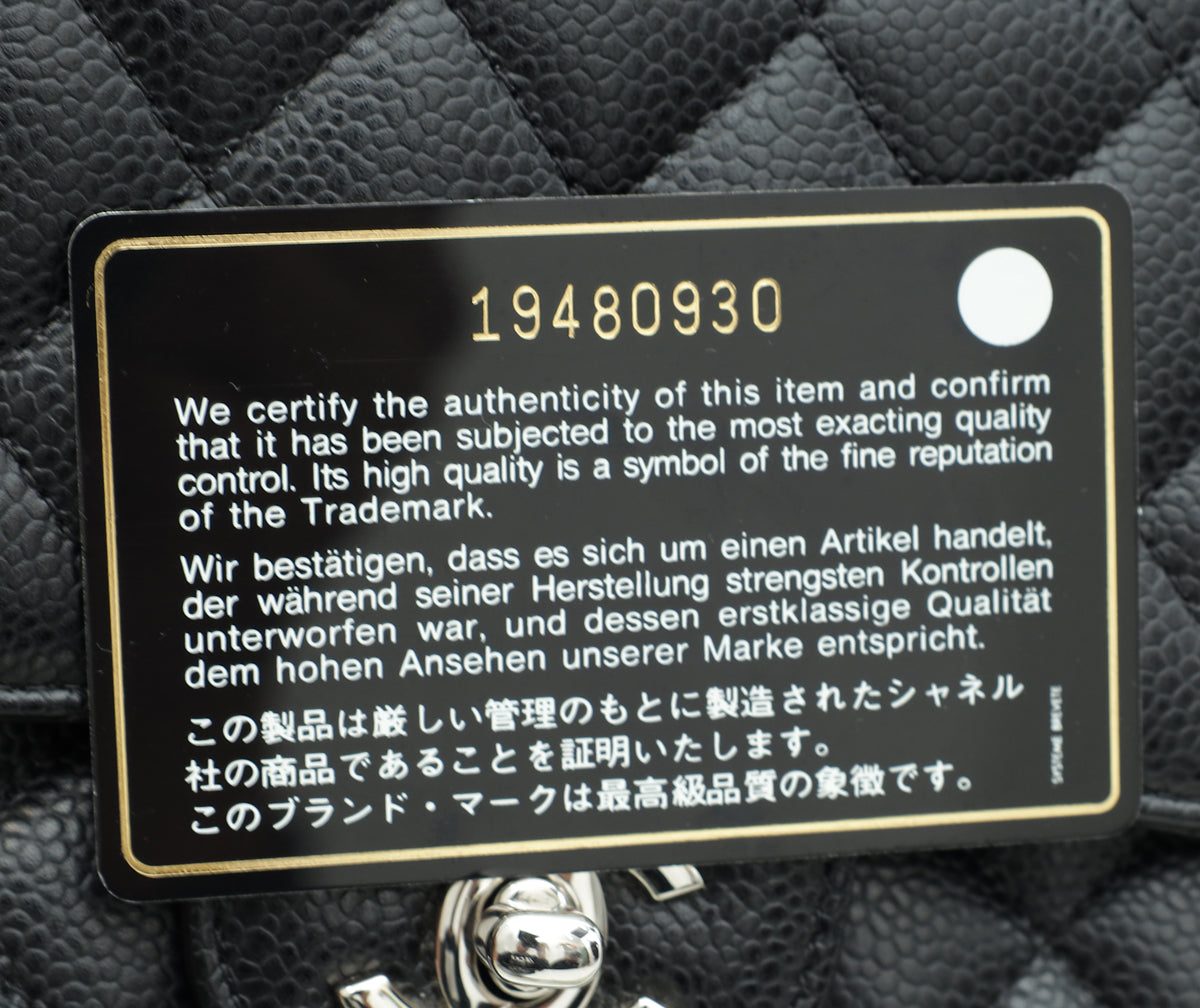 19480930
We certify the authenticity of this item and confirm
that it has been subjected to the most exacting quality
control. Its high quality is a symbol of the fine reputation
of the Trademark.
Wir bestätigen, dass es sich um einen Artikel handelt,
der während seiner Herstellung strengsten Kontrollen
unterworfen war, und dessen erstklassige Qualität
dem hohen Ansehen unserer Marke entspricht.
この製品は厳しい管理のもとに製造されたシャネル
社の商品であることを証明いたします。
このブランド・マークは最高級品質の象徴です。